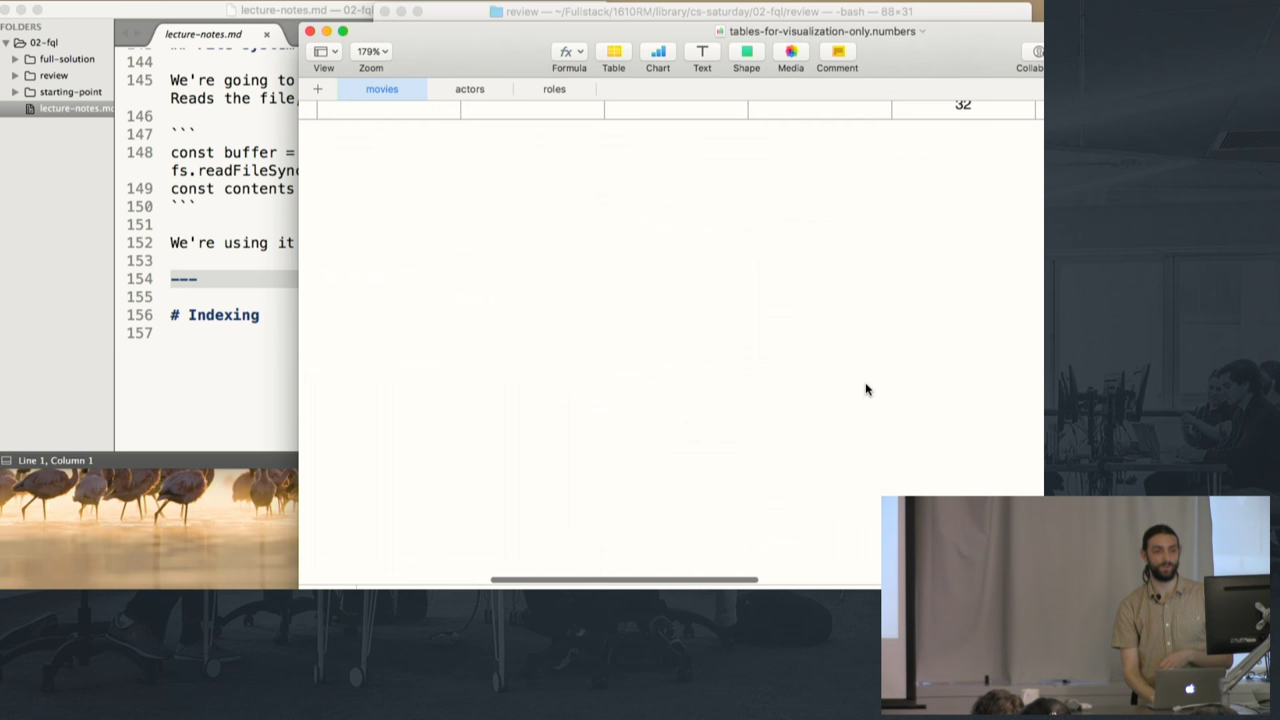 lecture-notes.md — 02-fql
review — ~/Fullstack/1610RM/library/cs-saturday/02-fql/review — -bash — 88×31
FOLDERS
02-fql
full-solution
review
starting-point
lecture-notes.md
lecture-notes.md ×
tables-for-visualization-only.numbers
179%
View
Zoom
Formula
Table
Chart
Text
Shape
Media
Comment
Collab
+
movies
actors
roles
32
144
145 We're going to
Reads the file,
146
147 ```
148 const buffer =
fs.readFileSync
149 const contents
150 ```
151
152 We're using it
153
154 ---
155
156 # Indexing
157
Line 1, Column 1